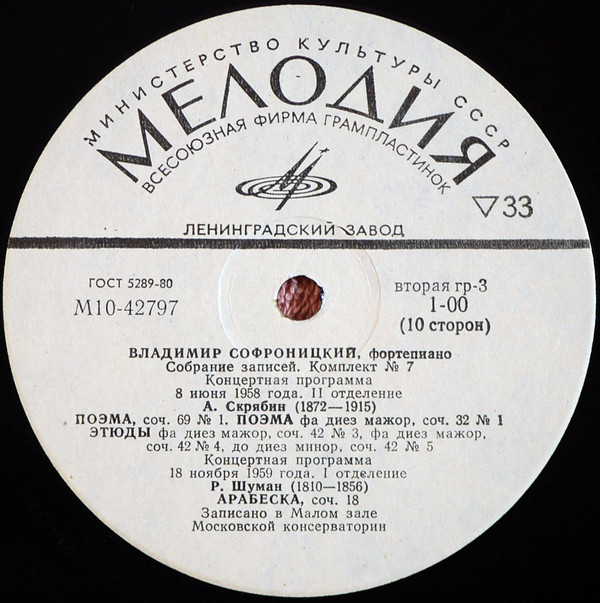 МИНИСТЕРСТВО КУЛЬТУРЫ СССР
МЕЛОДИЯ
ВСЕСОЮЗНАЯ ФИРМА ГРАМПЛАСТИНОК
▽33
ЛЕНИНГРАДСКИЙ ЗАВОД
ГОСТ 5289-80
М10-42797
вторая гр-3
1-00
(10 сторон)
ВЛАДИМИР СОФРОНИЦКИЙ, фортепиано
Собрание записей. Комплект № 7
Концертная программа
8 июня 1958 года. II отделение
А. Скрябин (1872—1915)
ПОЭМА, соч. 69 № 1. ПОЭМА фа диез мажор, соч. 32 № 1
ЭТЮДЫ фа диез мажор, соч. 42 № 3, фа диез мажор,
соч. 42 № 4, до диез минор, соч. 42 № 5
Концертная программа
18 ноября 1959 года. I отделение
Р. Шуман (1810—1856)
АРАБЕСКА, соч. 18
Записано в Малом зале
Московской консерватории